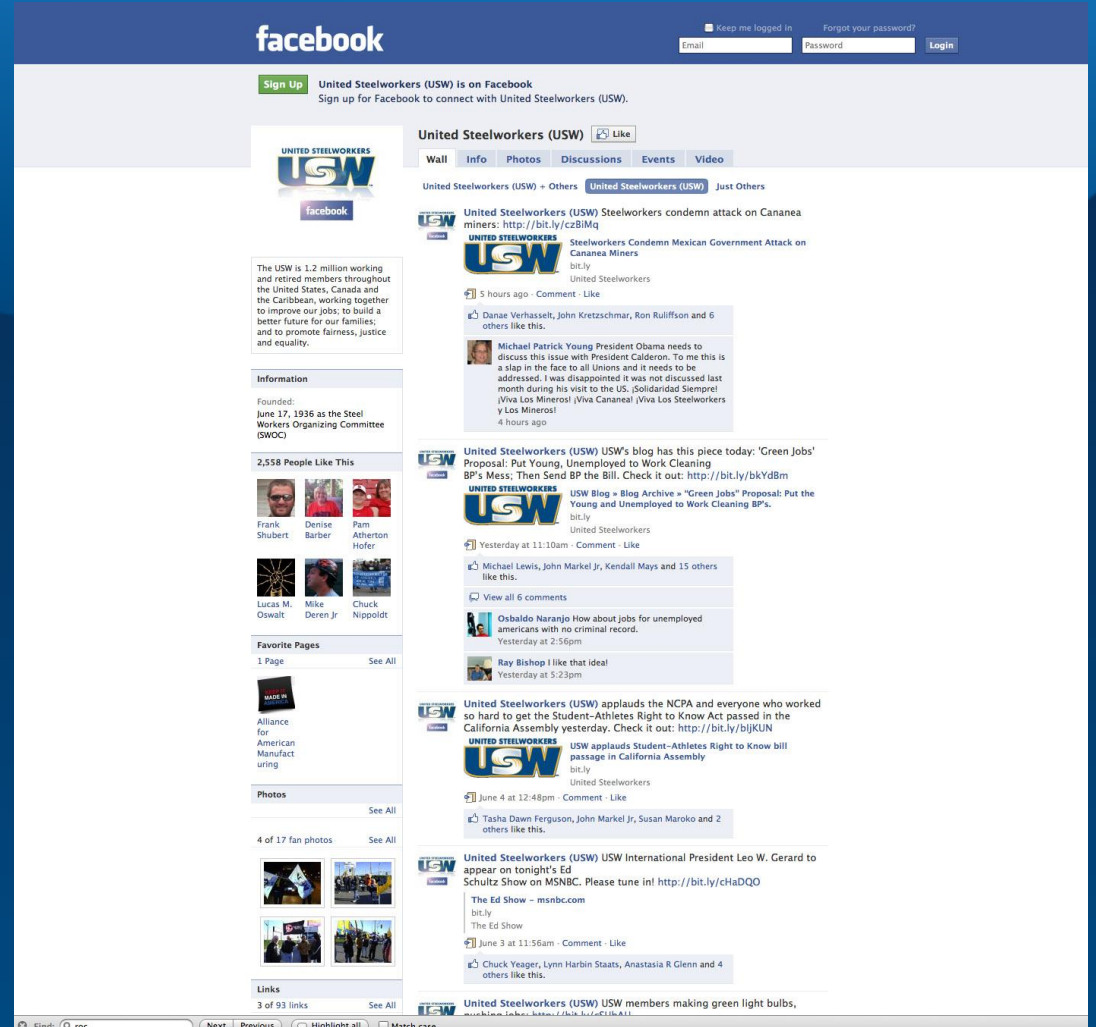 facebook
Keep me logged in Forgot your password?
Email Password Login
Sign Up United Steelworkers (USW) is on Facebook
Sign up for Facebook to connect with United Steelworkers (USW).
UNITED STEELWORKERS
USW
facebook
The USW is 1.2 million working
and retired members throughout
the United States, Canada and
the Caribbean, working together
to improve our jobs; to build a
better future for our families;
and to promote fairness, justice
and equality.
Information
Founded:
June 17, 1936 as the Steel
Workers Organizing Committee
(SWOC)
2,558 People Like This
Frank
Shubert
Denise
Barber
Pam
Atherton
Hofer
Lucas M.
Oswalt
Mike
Deren Jr
Chuck
Nippoldt
Favorite Pages
1 Page See All
MADE IN
AMERICA
Alliance
for
American
Manufact
uring
Photos
See All
4 of 17 fan photos See All
Links
3 of 93 links See All
United Steelworkers (USW) Like
Wall Info Photos Discussions Events Video
United Steelworkers (USW) + Others United Steelworkers (USW) Just Others
USW
facebook
United Steelworkers (USW) Steelworkers condemn attack on Cananea
miners: http://bit.ly/czBiMq
UNITED STEELWORKERS
USW
Steelworkers Condemn Mexican Government Attack on
Cananea Miners
bit.ly
United Steelworkers
5 hours ago · Comment · Like
Danae Verhasselt, John Kretzschmar, Ron Ruliffson and 6
others like this.
Michael Patrick Young President Obama needs to
discuss this issue with President Calderon. To me this is
a slap in the face to all Unions and it needs to be
addressed. I was disappointed it was not discussed last
month during his visit to the US. ¡Solidaridad Siempre!
¡Viva Los Mineros! ¡Viva Cananea! ¡Viva Los Steelworkers
y Los Mineros!
4 hours ago
USW
facebook
United Steelworkers (USW) USW's blog has this piece today: 'Green Jobs'
Proposal: Put Young, Unemployed to Work Cleaning
BP's Mess; Then Send BP the Bill. Check it out: http://bit.ly/bkYdBm
UNITED STEELWORKERS
USW
USW Blog » Blog Archive » "Green Jobs" Proposal: Put the
Young and Unemployed to Work Cleaning BP's.
bit.ly
United Steelworkers
Yesterday at 11:10am · Comment · Like
Michael Lewis, John Markel Jr, Kendall Mays and 15 others
like this.
View all 6 comments
Osbaldo Naranjo How about jobs for unemployed
americans with no criminal record.
Yesterday at 2:56pm
Ray Bishop I like that idea!
Yesterday at 5:23pm
USW
facebook
United Steelworkers (USW) applauds the NCPA and everyone who worked
so hard to get the Student-Athletes Right to Know Act passed in the
California Assembly yesterday. Check it out: http://bit.ly/bljKUN
UNITED STEELWORKERS
USW
USW applauds Student-Athletes Right to Know bill
passage in California Assembly
bit.ly
United Steelworkers
June 4 at 12:48pm · Comment · Like
Tasha Dawn Ferguson, John Markel Jr, Susan Maroko and 2
others like this.
USW
facebook
United Steelworkers (USW) USW International President Leo W. Gerard to
appear on tonight's Ed
Schultz Show on MSNBC. Please tune in! http://bit.ly/cHaDQO
The Ed Show – msnbc.com
bit.ly
The Ed Show
June 3 at 11:56am · Comment · Like
Chuck Yeager, Lynn Harbin Staats, Anastasia R Glenn and 4
others like this.
USW
United Steelworkers (USW) USW members making green light bulbs,
Find: Next Previous Highlight all Match case